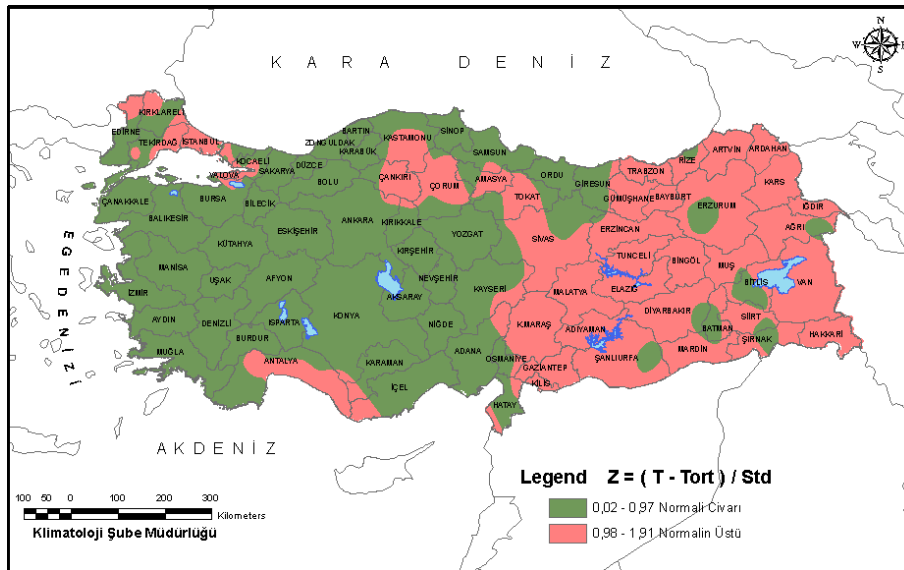 KARA DENİZ
N
W E
S
KIRKLARELİ
EDİRNE
TEKİRDAĞ
İSTANBUL
KOCAELİ
YALOVA
SAKARYA
DÜZCE
ZONGULDAK
BARTIN
KARABÜK
KASTAMONU
SİNOP
SAMSUN
BOLU
ÇANKIRI
ÇORUM
AMASYA
ORDU
GİRESUN
TOKAT
TRABZON
RİZE
ARTVİN
ARDAHAN
KARS
GÜMÜŞHANE
BAYBURT
ERZURUM
IĞDIR
AĞRI
ÇANAKKALE
BALIKESİR
BURSA
BİLECİK
ESKİŞEHİR
ANKARA
KIRIKKALE
YOZGAT
SİVAS
ERZİNCAN
KÜTAHYA
KIRŞEHİR
TUNCELİ
BİNGÖL
MUŞ
BİTLİS
VAN
MANİSA
UŞAK
AFYON
NEVŞEHİR
AKSARAY
KAYSERİ
MALATYA
ELAZIĞ
İZMİR
AYDIN
DENİZLİ
ISPARTA
KONYA
NİĞDE
K.MARAŞ
ADIYAMAN
DİYARBAKIR
BATMAN
SİİRT
ŞIRNAK
HAKKARİ
BURDUR
MUĞLA
ANTALYA
KARAMAN
İÇEL
ADANA
OSMANİYE
GAZİANTEP
KİLİS
ŞANLIURFA
MARDİN
HATAY
EGE DENİZİ
AKDENİZ
100 50 0 100 200 300
Kilometers
Klimatoloji Şube Müdürlüğü
Legend Z = ( T - Tort ) / Std
0,02 - 0,97 Normali Civarı
0,98 - 1,91 Normalin Üstü